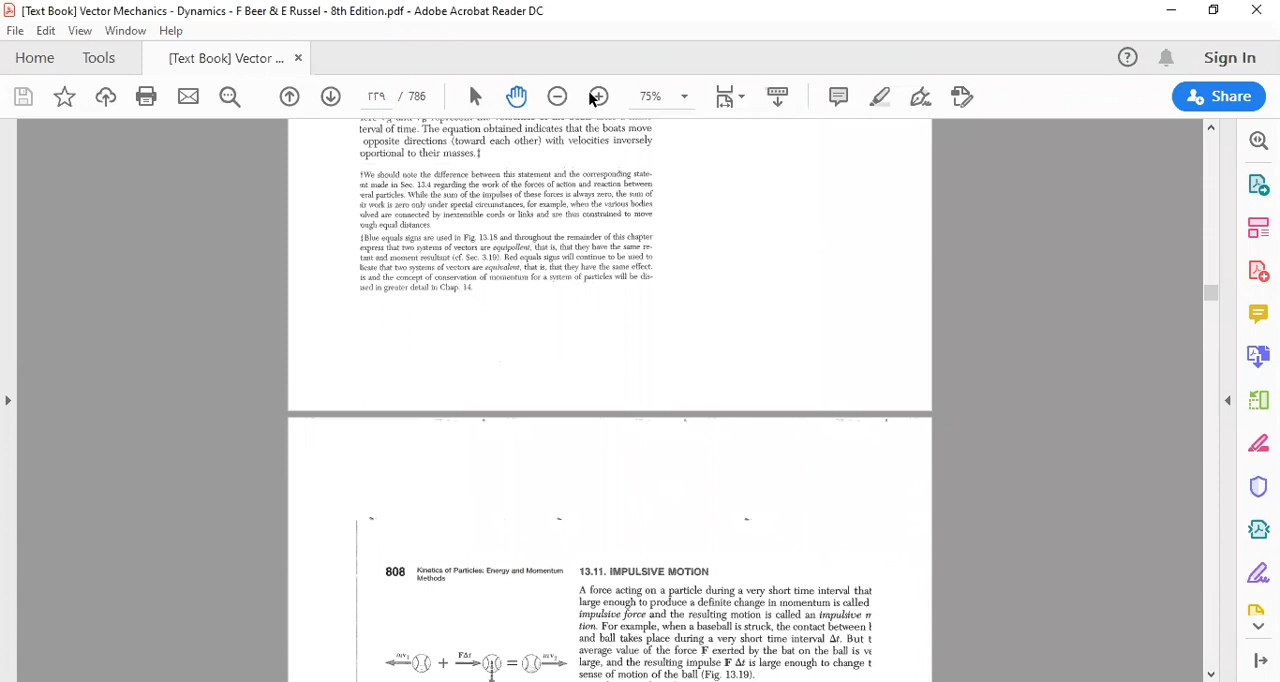 [Text Book] Vector Mechanics - Dynamics - F Beer & E Russel - 8th Edition.pdf - Adobe Acrobat Reader DC
File Edit View Window Help
Home Tools [Text Book] Vector ... × Sign In
٢٢٩ / 786 75% Share
terval of time. The equation obtained indicates that the boats move
opposite directions (toward each other) with velocities inversely
oportional to their masses.‡
†We should note the difference between this statement and the corresponding state-
nt made in Sec. 13.4 regarding the work of the forces of action and reaction between
veral particles. While the sum of the impulses of these forces is always zero, the sum of
ir work is zero only under special circumstances, for example, when the various bodies
olved are connected by inextensible cords or links and are thus constrained to move
ough equal distances.
‡Blue equals signs are used in Fig. 13.18 and throughout the remainder of this chapter
express that two systems of vectors are equipollent, that is, that they have the same re-
tant and moment resultant (cf. Sec. 3.19). Red equals signs will continue to be used to
licate that two systems of vectors are equivalent, that is, that they have the same effect.
is and the concept of conservation of momentum for a system of particles will be dis-
ssed in greater detail in Chap. 14.
808 Kinetics of Particles: Energy and Momentum
Methods
13.11. IMPULSIVE MOTION
A force acting on a particle during a very short time interval that
large enough to produce a definite change in momentum is called
impulsive force and the resulting motion is called an impulsive m
tion. For example, when a baseball is struck, the contact between b
and ball takes place during a very short time interval Δt. But t
average value of the force F exerted by the bat on the ball is ve
large, and the resulting impulse F Δt is large enough to change t
sense of motion of the ball (Fig. 13.19).
mv₁ + FΔt = mv₂